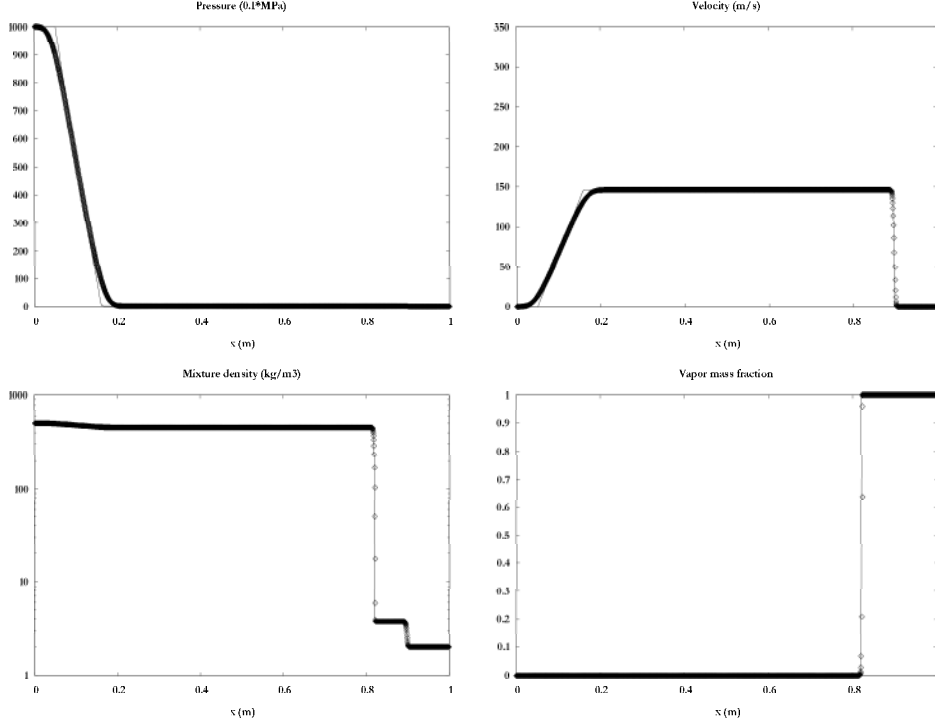 Pressure (0.1*MPa)
1000
900
800
700
600
500
400
300
200
100
0
0 0.2 0.4 0.6 0.8 1
x (m)
Velocity (m/s)
350
300
250
200
150
100
50
0
0 0.2 0.4 0.6 0.8
x (m)
Mixture density (kg/m3)
1000
100
10
1
0 0.2 0.4 0.6 0.8 1
x (m)
Vapor mass fraction
1
0.9
0.8
0.7
0.6
0.5
0.4
0.3
0.2
0.1
0
0 0.2 0.4 0.6 0.8
x (m)